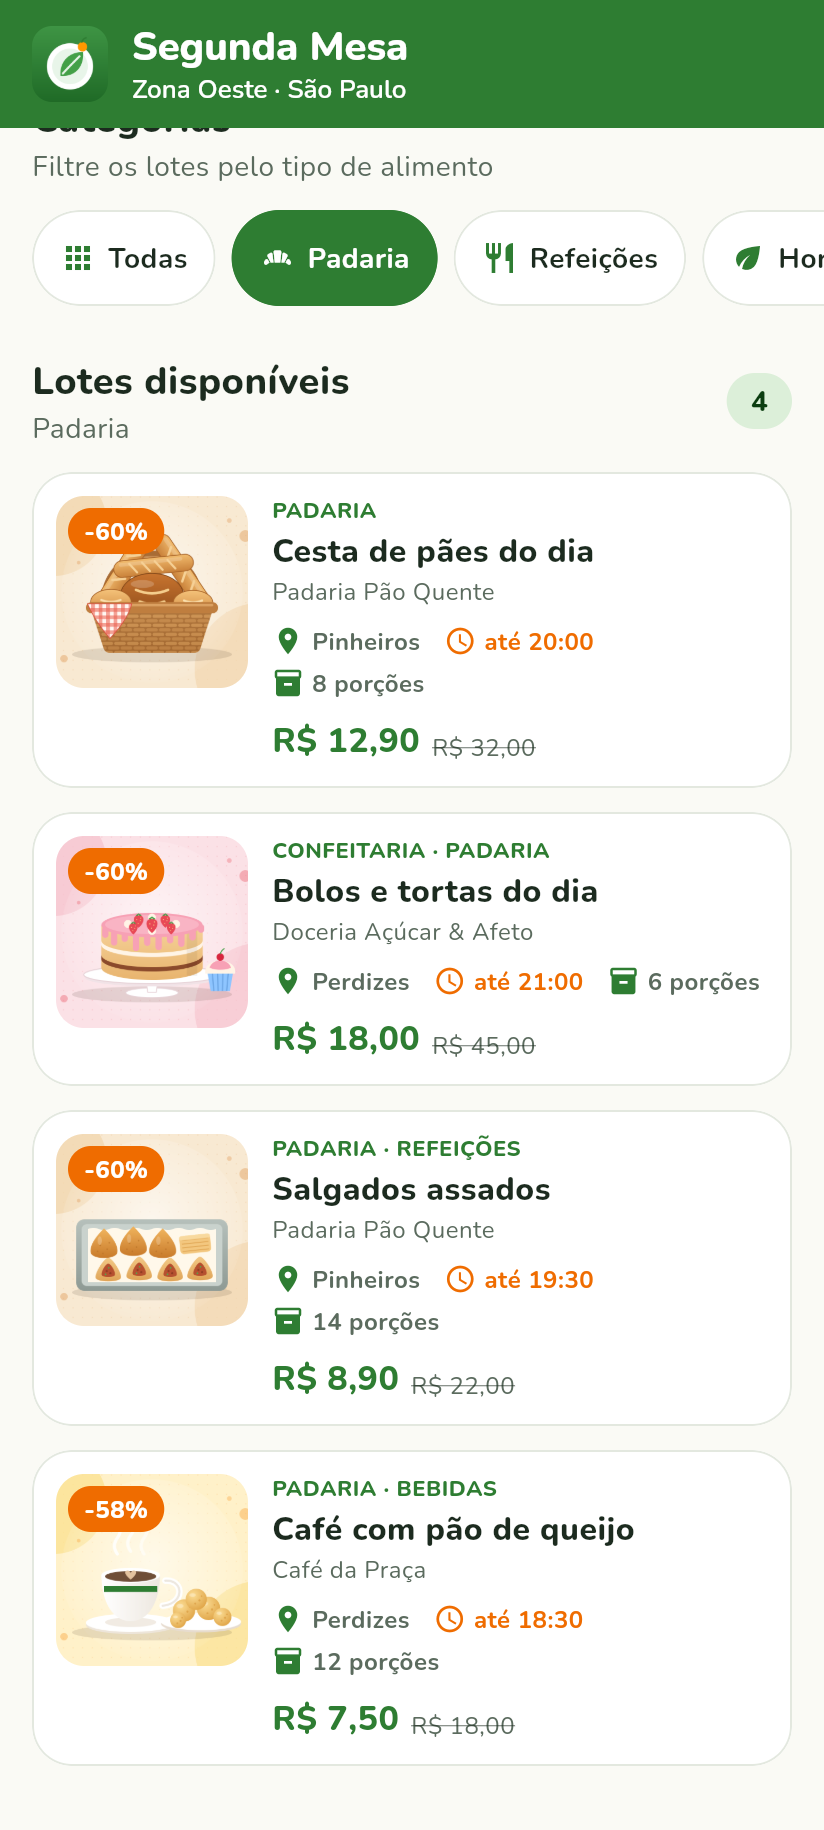 Segunda Mesa
Zona Oeste · São Paulo
Categorias
Filtre os lotes pelo tipo de alimento
Todas
Padaria
Refeições
Hor
Lotes disponíveis
4
Padaria
-60%
PADARIA
Cesta de pães do dia
Padaria Pão Quente
Pinheiros até 20:00
8 porções
R$ 12,90 R$ 32,00
-60%
CONFEITARIA · PADARIA
Bolos e tortas do dia
Doceria Açúcar & Afeto
Perdizes até 21:00 6 porções
R$ 18,00 R$ 45,00
-60%
PADARIA · REFEIÇÕES
Salgados assados
Padaria Pão Quente
Pinheiros até 19:30
14 porções
R$ 8,90 R$ 22,00
-58%
PADARIA · BEBIDAS
Café com pão de queijo
Café da Praça
Perdizes até 18:30
12 porções
R$ 7,50 R$ 18,00